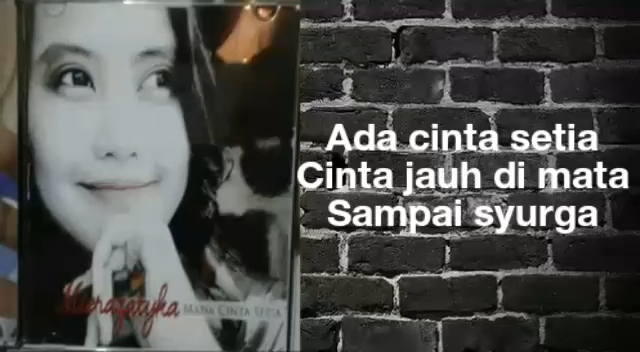 Mana Cinta Setia
Ada cinta setia
Cinta jauh di mata
Sampai syurga